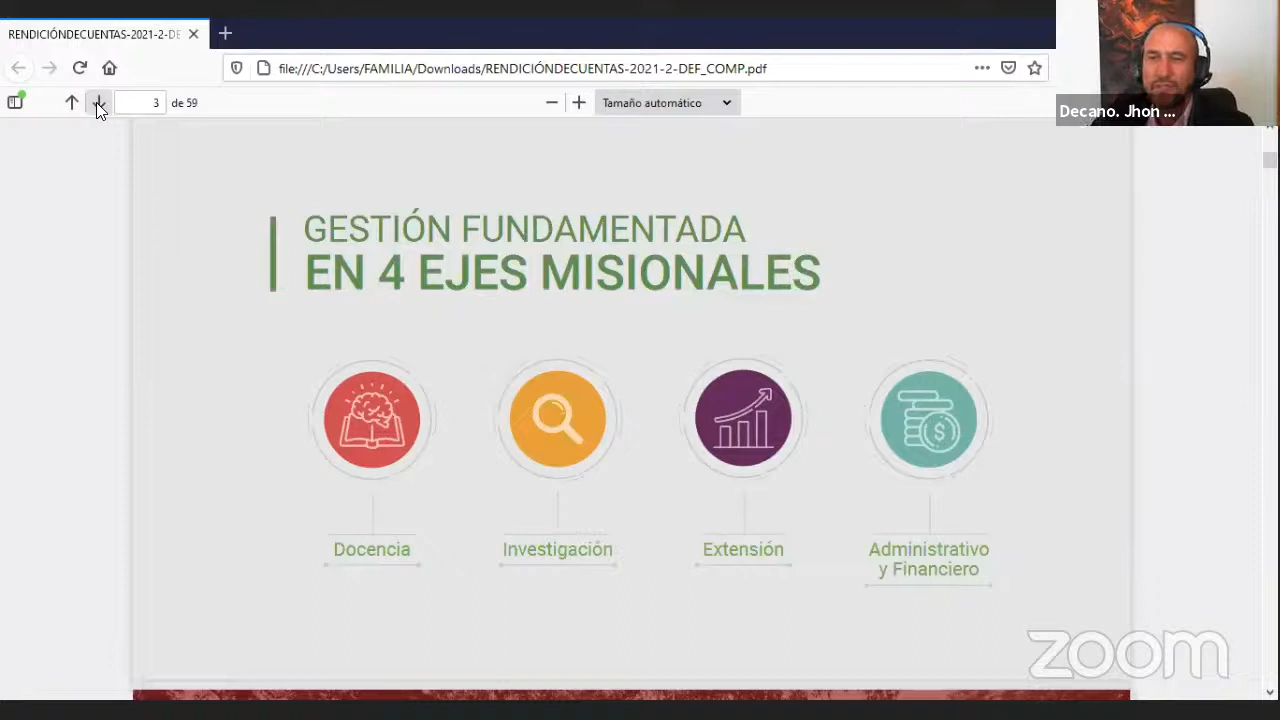 RENDICIÓNDECUENTAS-2021-2-DE
file:///C:/Users/FAMILIA/Downloads/RENDICIÓNDECUENTAS-2021-2-DEF_COMP.pdf
3 de 59
Tamaño automático
Decano. Jhon ...
GESTIÓN FUNDAMENTADA
EN 4 EJES MISIONALES
$
Docencia
Investigación
Extensión
Administrativo
y Financiero
zoom